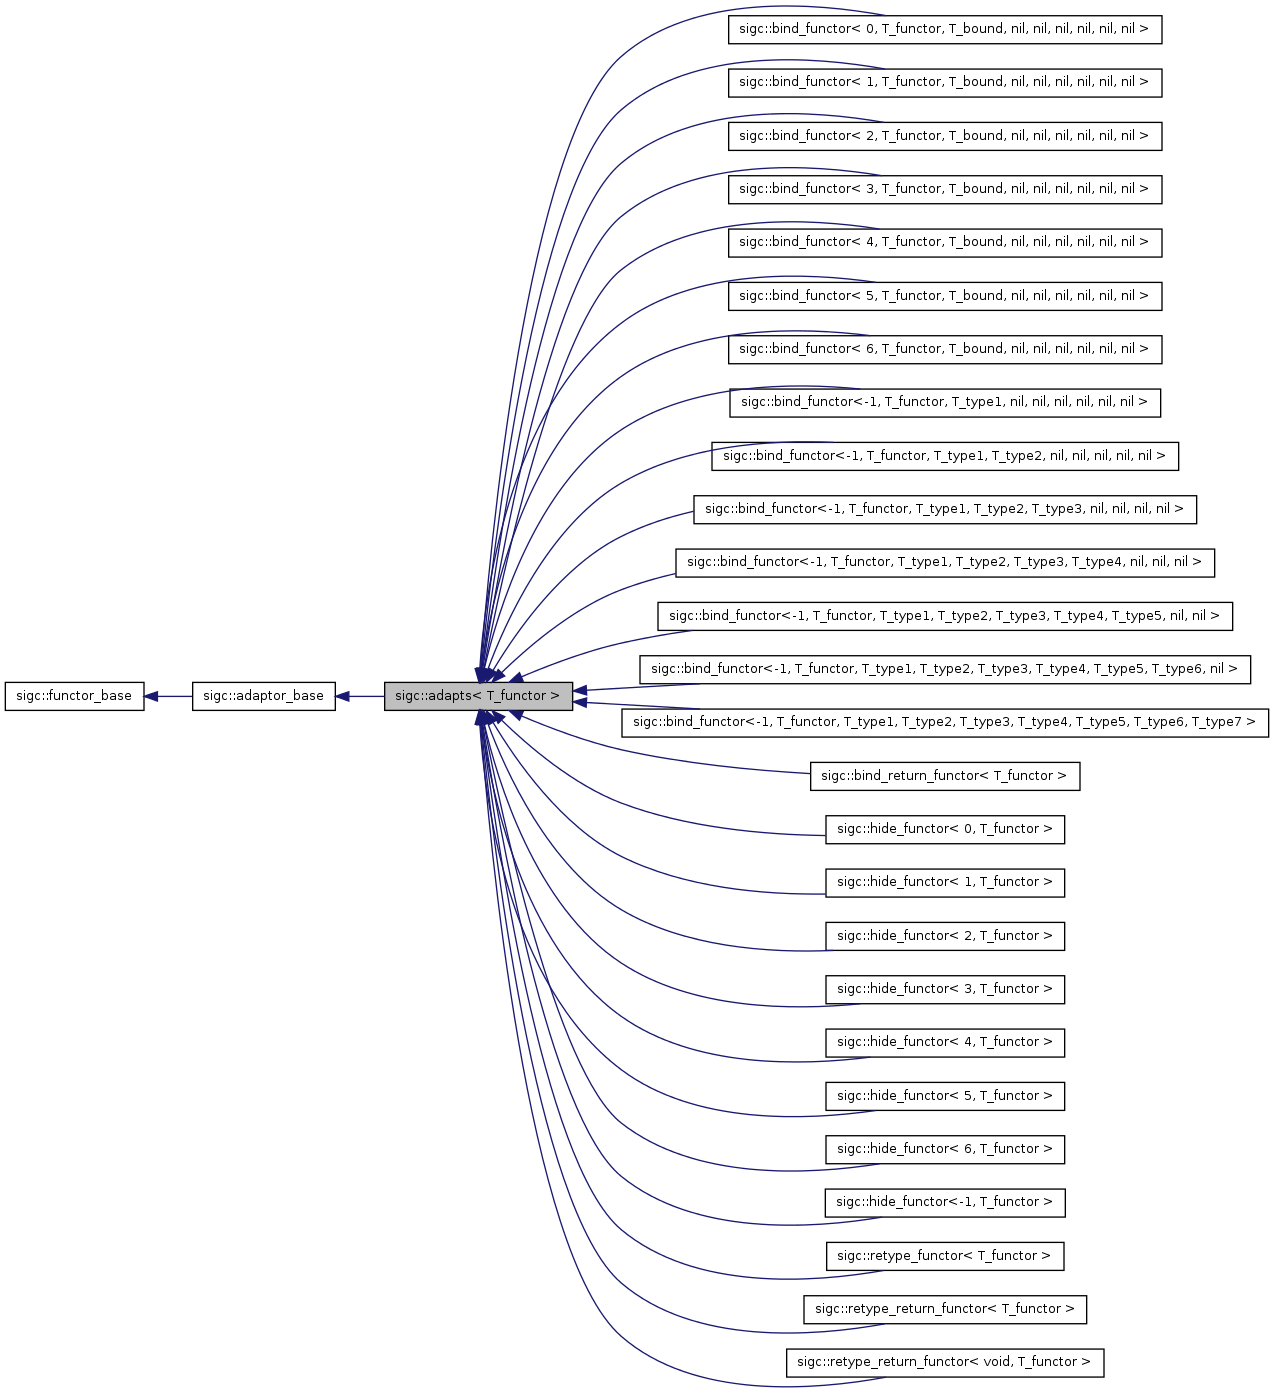 sigc::bind_functor< 0, T_functor, T_bound, nil, nil, nil, nil, nil, nil >
sigc::bind_functor< 1, T_functor, T_bound, nil, nil, nil, nil, nil, nil >
sigc::bind_functor< 2, T_functor, T_bound, nil, nil, nil, nil, nil, nil >
sigc::bind_functor< 3, T_functor, T_bound, nil, nil, nil, nil, nil, nil >
sigc::bind_functor< 4, T_functor, T_bound, nil, nil, nil, nil, nil, nil >
sigc::bind_functor< 5, T_functor, T_bound, nil, nil, nil, nil, nil, nil >
sigc::bind_functor< 6, T_functor, T_bound, nil, nil, nil, nil, nil, nil >
sigc::bind_functor<-1, T_functor, T_type1, nil, nil, nil, nil, nil, nil >
sigc::bind_functor<-1, T_functor, T_type1, T_type2, nil, nil, nil, nil, nil >
sigc::bind_functor<-1, T_functor, T_type1, T_type2, T_type3, nil, nil, nil, nil >
sigc::bind_functor<-1, T_functor, T_type1, T_type2, T_type3, T_type4, nil, nil, nil >
sigc::bind_functor<-1, T_functor, T_type1, T_type2, T_type3, T_type4, T_type5, nil, nil >
sigc::bind_functor<-1, T_functor, T_type1, T_type2, T_type3, T_type4, T_type5, T_type6, nil >
sigc::functor_base
sigc::adaptor_base
sigc::adapts< T_functor >
sigc::bind_functor<-1, T_functor, T_type1, T_type2, T_type3, T_type4, T_type5, T_type6, T_type7 >
sigc::bind_return_functor< T_functor >
sigc::hide_functor< 0, T_functor >
sigc::hide_functor< 1, T_functor >
sigc::hide_functor< 2, T_functor >
sigc::hide_functor< 3, T_functor >
sigc::hide_functor< 4, T_functor >
sigc::hide_functor< 5, T_functor >
sigc::hide_functor< 6, T_functor >
sigc::hide_functor<-1, T_functor >
sigc::retype_functor< T_functor >
sigc::retype_return_functor< T_functor >
sigc::retype_return_functor< void, T_functor >